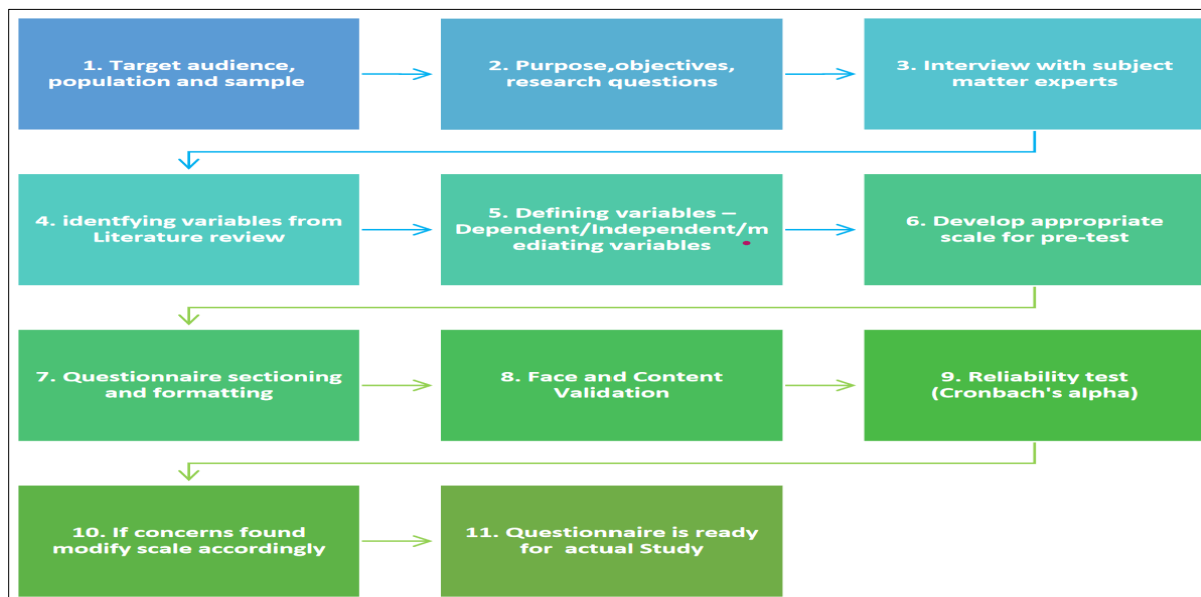 1. Target audience,
population and sample
2. Purpose,objectives,
research questions
3. Interview with subject
matter experts
4. identfying variables from
Literature review
5. Defining variables –
Dependent/Independent/m
ediating variables
6. Develop appropriate
scale for pre-test
7. Questionnaire sectioning
and formatting
8. Face and Content
Validation
9. Reliability test
(Cronbach's alpha)
10. If concerns found
modify scale accordingly
11. Questionnaire is ready
for actual Study